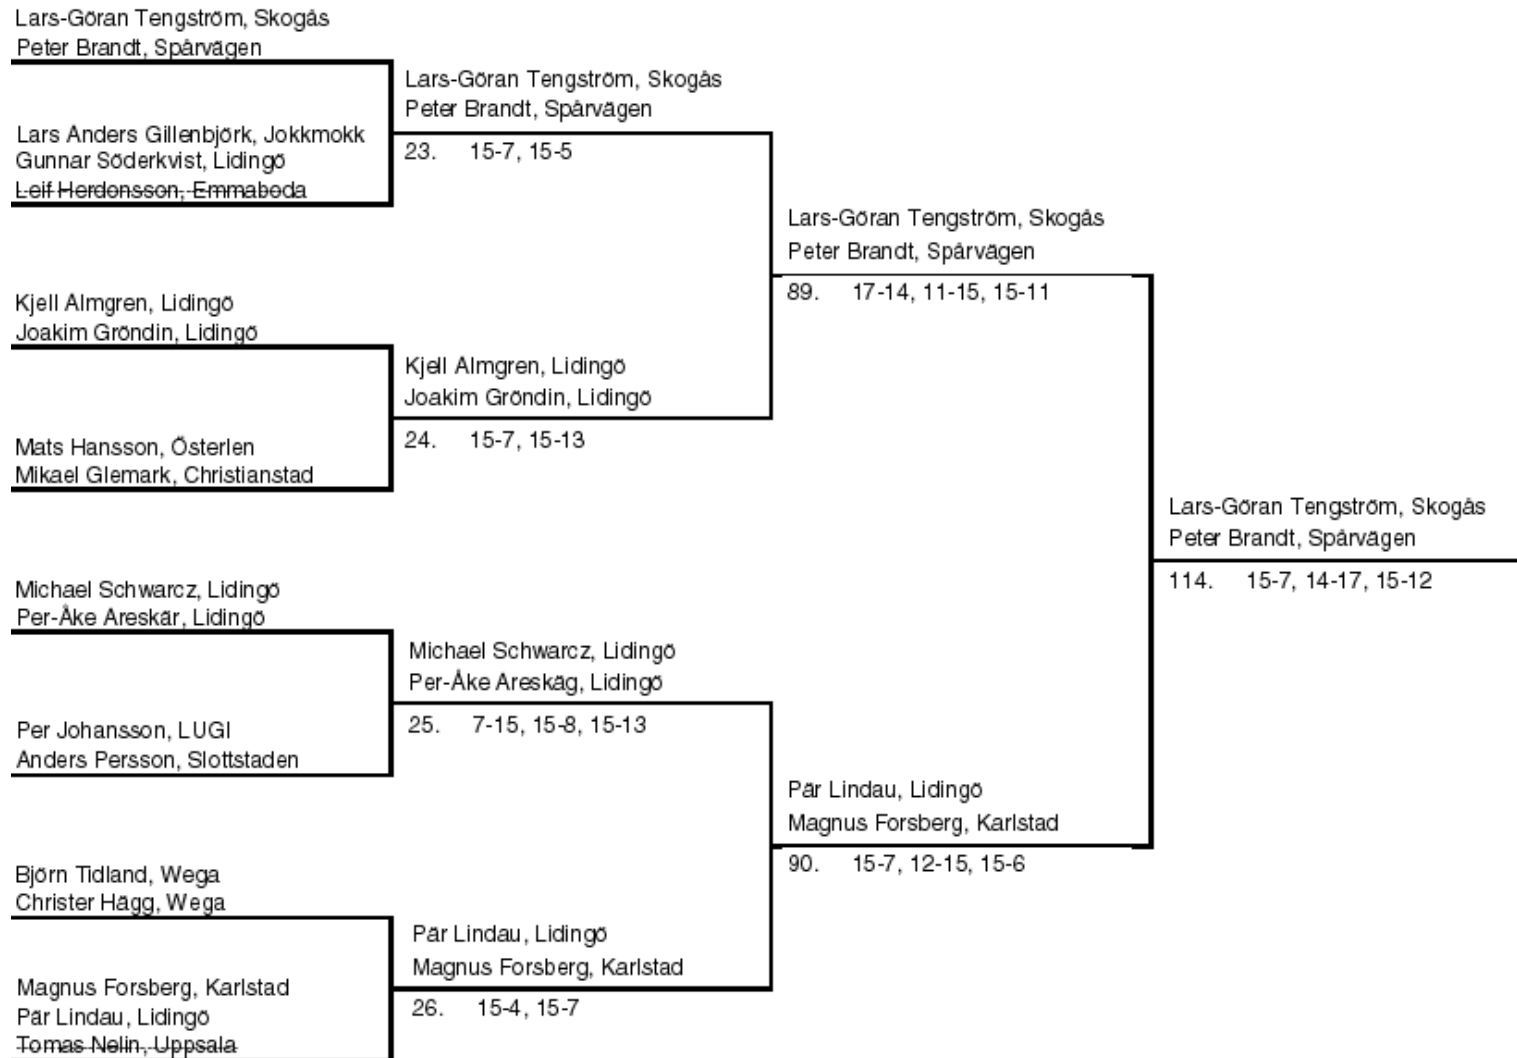 Lars-Göran Tengström, Skogås
Peter Brandt, Spårvägen
Lars Anders Gillenbjörk, Jokkmokk
Gunnar Söderkvist, Lidingö
Leif Herdonsson, Emmaboda
Kjell Almgren, Lidingö
Joakim Gröndin, Lidingö
Mats Hansson, Österlen
Mikael Glemark, Christianstad
Michael Schwarcz, Lidingö
Per-Åke Areskär, Lidingö
Per Johansson, LUGI
Anders Persson, Slottstaden
Björn Tidland, Wega
Christer Hägg, Wega
Magnus Forsberg, Karlstad
Pär Lindau, Lidingö
Tomas Nelin, Uppsala
Lars-Göran Tengström, Skogås
Peter Brandt, Spårvägen
23. 15-7, 15-5
Kjell Almgren, Lidingö
Joakim Gröndin, Lidingö
24. 15-7, 15-13
Michael Schwarcz, Lidingö
Per-Åke Areskäg, Lidingö
25. 7-15, 15-8, 15-13
Pär Lindau, Lidingö
Magnus Forsberg, Karlstad
26. 15-4, 15-7
Lars-Göran Tengström, Skogås
Peter Brandt, Spårvägen
89. 17-14, 11-15, 15-11
Pär Lindau, Lidingö
Magnus Forsberg, Karlstad
90. 15-7, 12-15, 15-6
Lars-Göran Tengström, Skogås
Peter Brandt, Spårvägen
114. 15-7, 14-17, 15-12